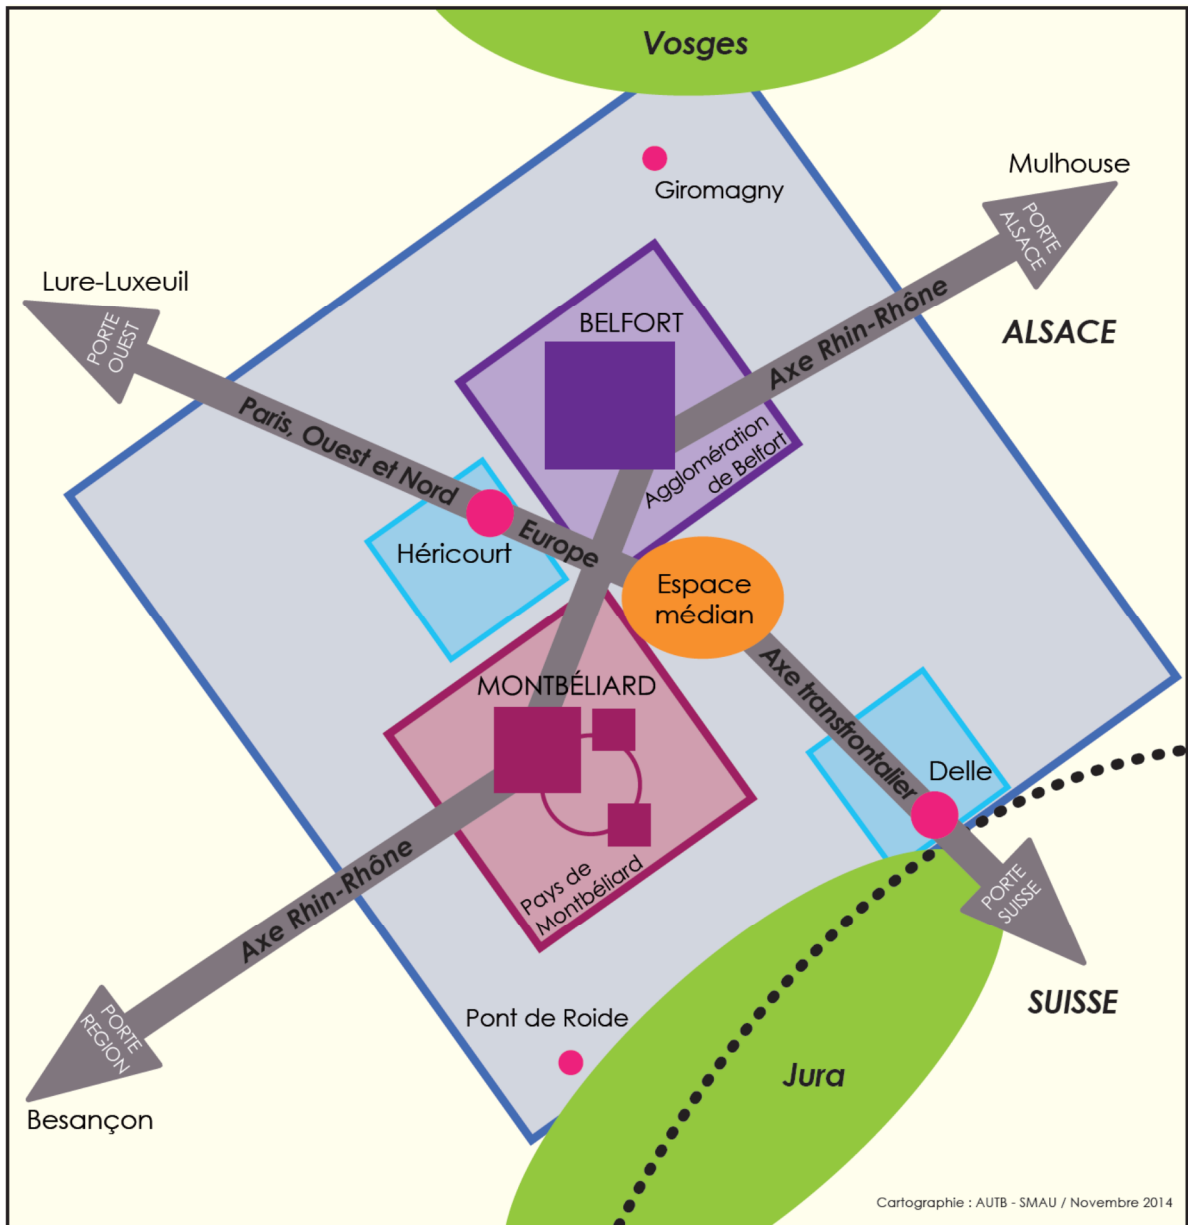 Vosges
Giromagny
Mulhouse
PORTE
ALSACE
Lure-Luxeuil
PORTE
OUEST
BELFORT
Axe Rhin-Rhône
ALSACE
Paris, Ouest et Nord
Europe
Agglomération
de Belfort
Héricourt
Espace
médian
MONTBÉLIARD
Axe transfrontalier
Delle
Axe Rhin-Rhône
Pays de
Montbéliard
PORTE
SUISSE
SUISSE
PORTE
REGION
Pont de Roide
Jura
Besançon
Cartographie : AUTB - SMAU / Novembre 2014